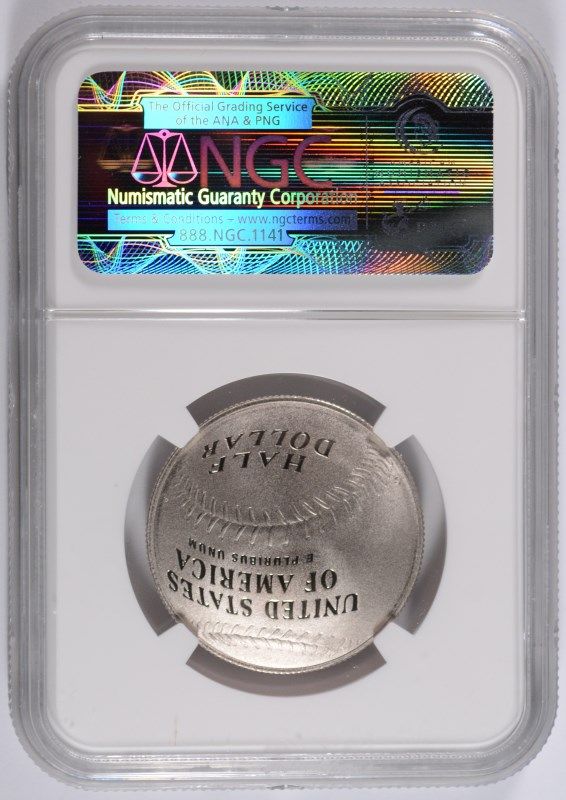 The Official Grading Service
of the ANA & PNG
NGC
Numismatic Guaranty Corporation
Terms & Conditions – www.ngcterms.com
888.NGC.1141
UNITED STATES
OF AMERICA
E PLURIBUS UNUM
HALF
DOLLAR